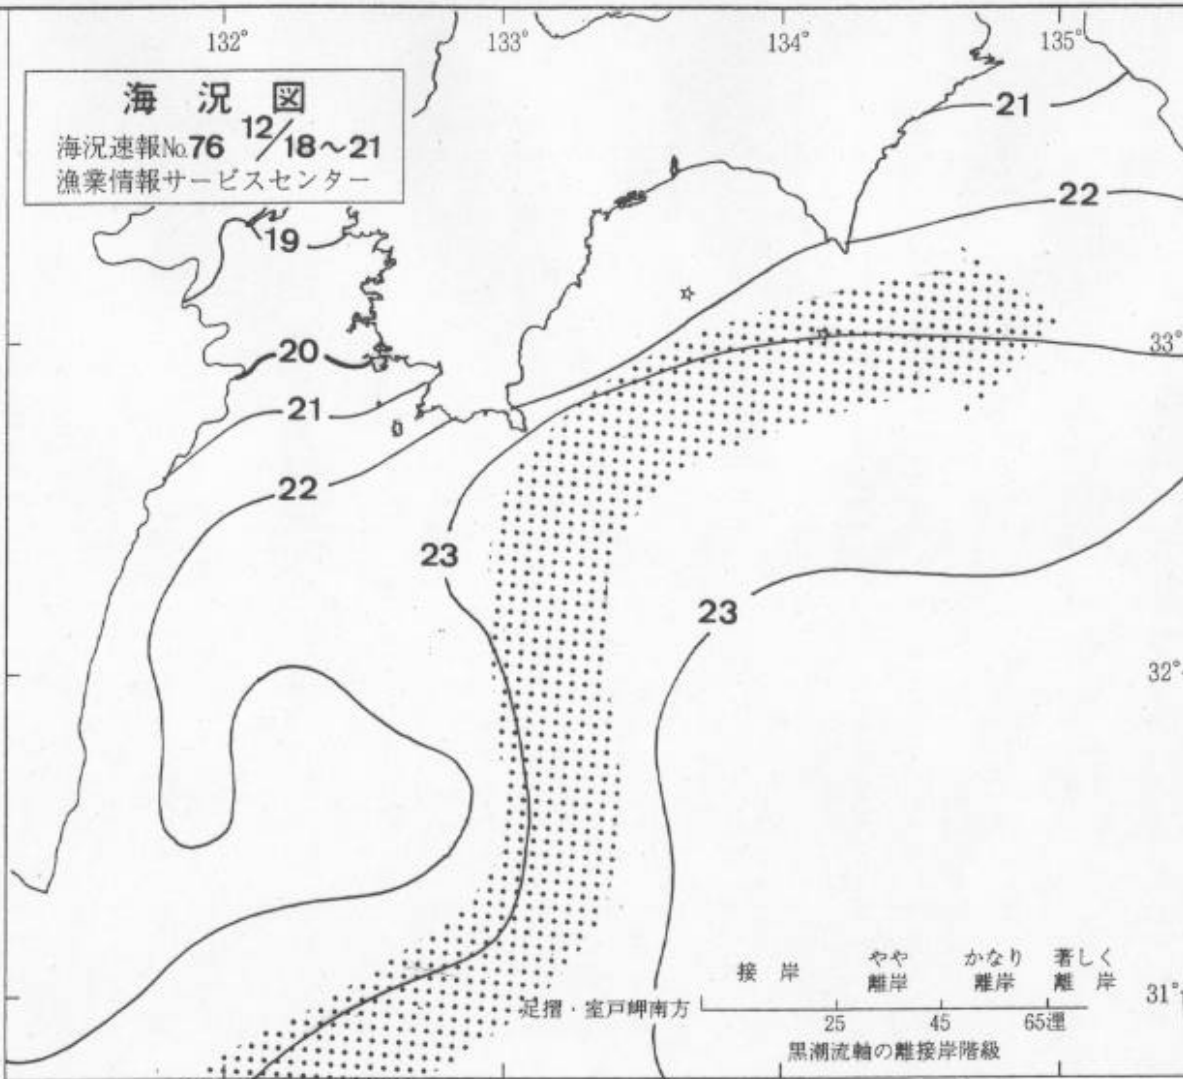 132° 133° 134° 135°
海 況 図
海況速報No.76 12/18～21
漁業情報サービスセンター
21
22
19
20
33°
21
22
23
23
32°
接 岸 やや離岸 かなり離岸 著しく離岸
31°
足摺・室戸岬南方
25 45 65浬
黒潮流軸の離接岸階級